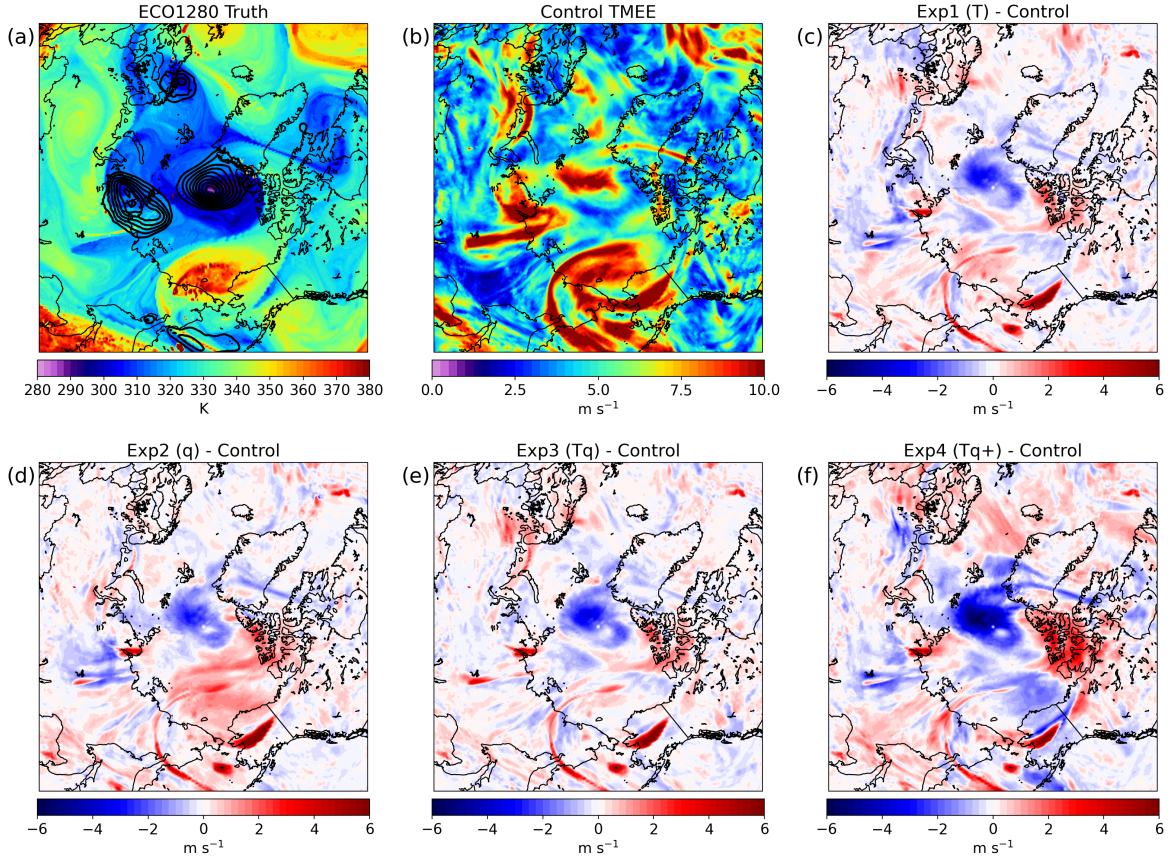 ECO1280 Truth
Control TMEE
Exp1 (T) - Control
(a)
(b)
(c)
280 290 300 310 320 330 340 350 360 370 380
K
0.0 2.5 5.0 7.5 10.0
m s⁻¹
−6 −4 −2 0 2 4 6
m s⁻¹
Exp2 (q) - Control
Exp3 (Tq) - Control
Exp4 (Tq+) - Control
(d)
(e)
(f)
−6 −4 −2 0 2 4 6
m s⁻¹
−6 −4 −2 0 2 4 6
m s⁻¹
−6 −4 −2 0 2 4 6
m s⁻¹